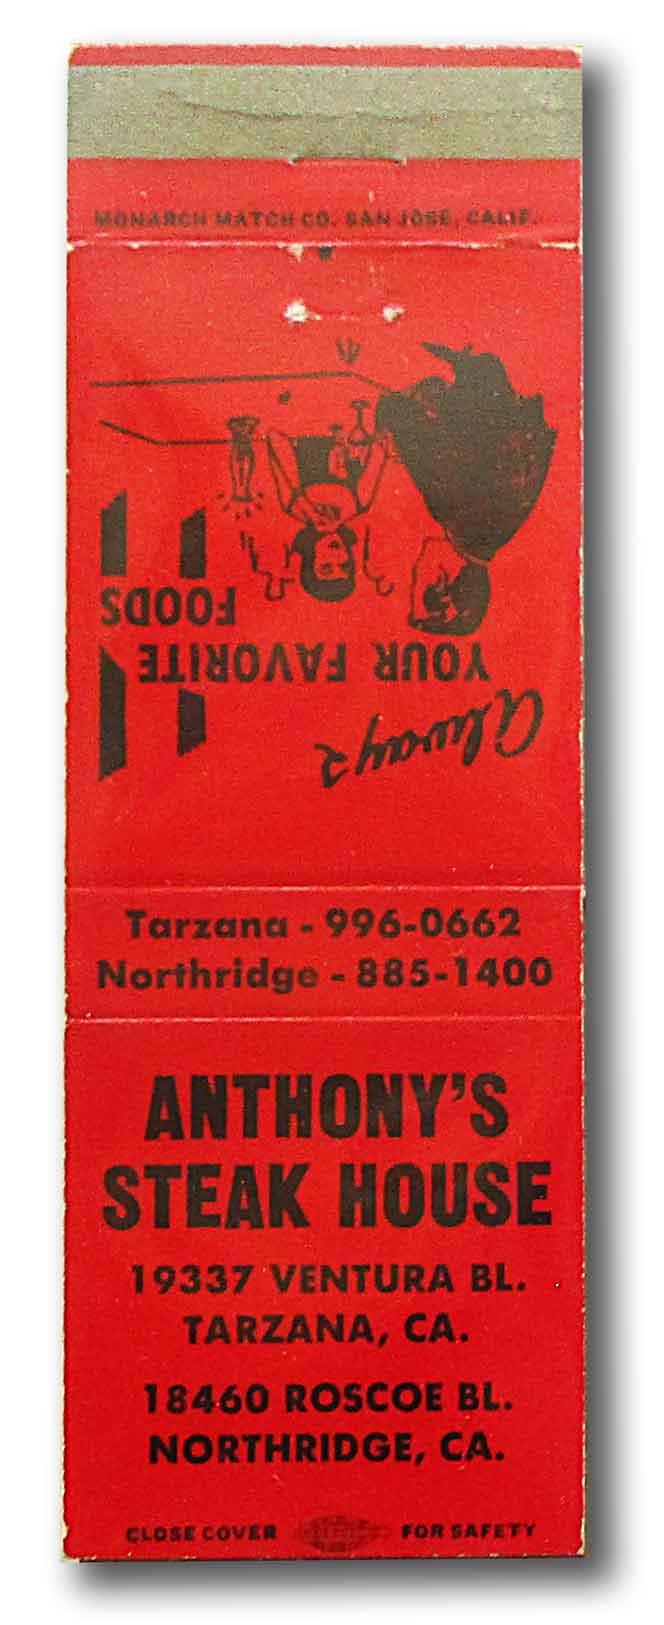 MONARCH MATCH CO. SAN JOSE, CALIF.
Always
YOUR FAVORITE
FOODS
Tarzana - 996-0662
Northridge - 885-1400
ANTHONY'S
STEAK HOUSE
19337 VENTURA BL.
TARZANA, CA.
18460 ROSCOE BL.
NORTHRIDGE, CA.
CLOSE COVER FOR SAFETY